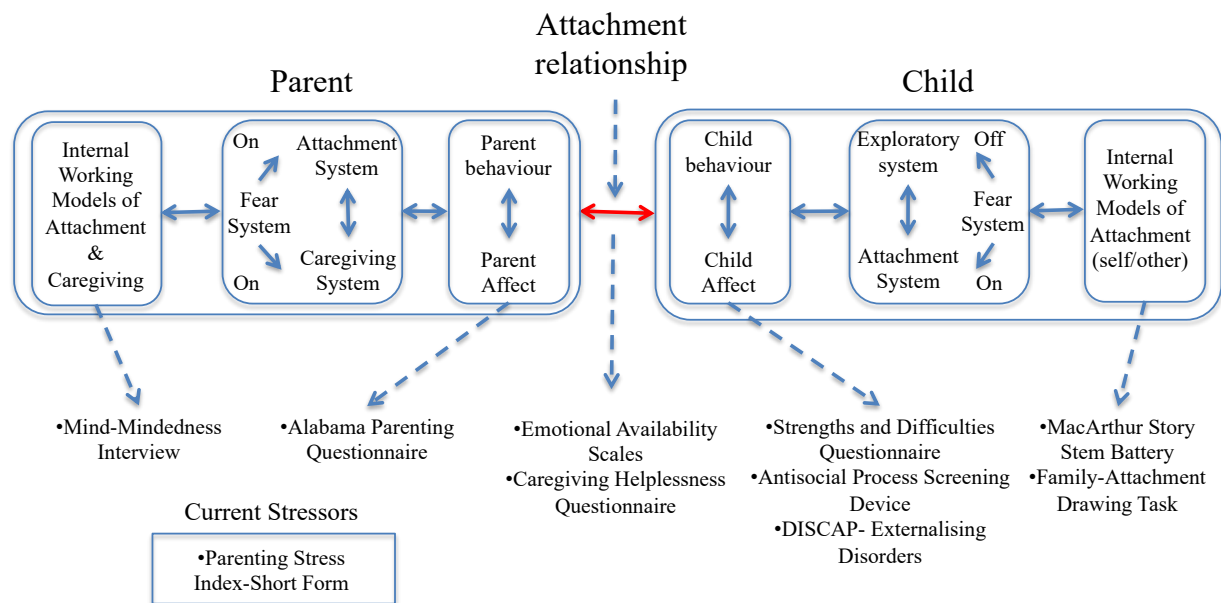 Attachment
relationship
Parent
Child
Internal
Working
Models of
Attachment
&
Caregiving
On
Fear
System
On
Attachment
System
Caregiving
System
Parent
behaviour
Parent
Affect
Child
behaviour
Child
Affect
Exploratory
system
Attachment
System
Off
Fear
System
On
Internal
Working
Models of
Attachment
(self/other)
•Mind-Mindedness
Interview
•Alabama Parenting
Questionnaire
•Emotional Availability
Scales
•Caregiving Helplessness
Questionnaire
•Strengths and Difficulties
Questionnaire
•Antisocial Process Screening
Device
•DISCAP- Externalising
Disorders
•MacArthur Story
Stem Battery
•Family-Attachment
Drawing Task
Current Stressors
•Parenting Stress
Index-Short Form